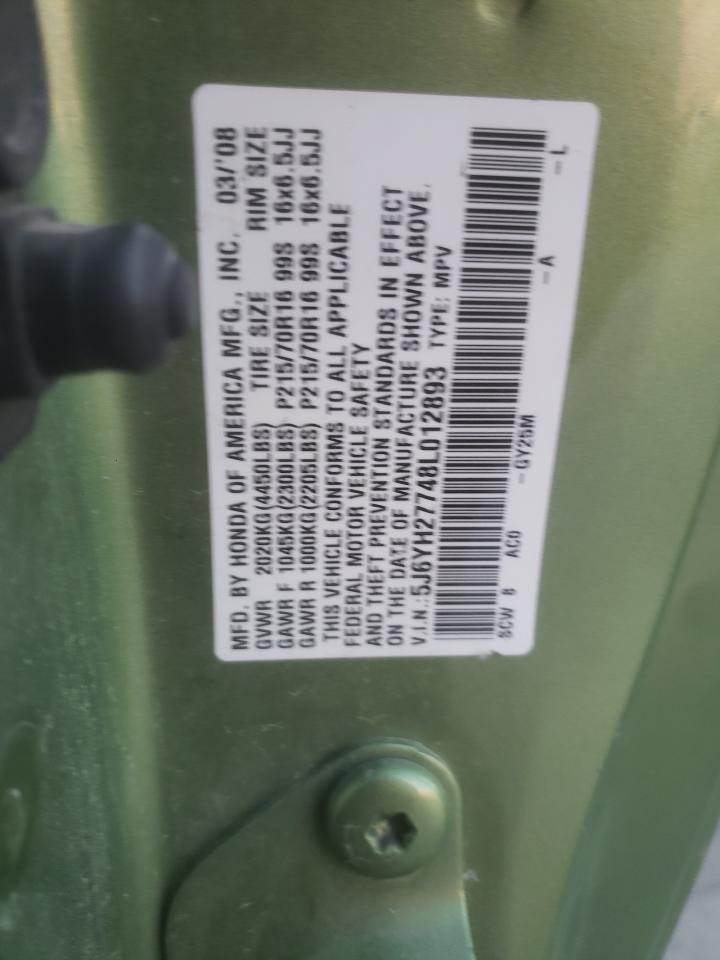 MFD. BY HONDA OF AMERICA MFG., INC. 03/'08
GVWR 2020KG(4450LBS) TIRE SIZE RIM SIZE
GAWR F 1045KG(2300LBS) P215/70R16 99S 16x6.5JJ
GAWR R 1000KG(2205LBS) P215/70R16 99S 16x6.5JJ
THIS VEHICLE CONFORMS TO ALL APPLICABLE
FEDERAL MOTOR VEHICLE SAFETY
AND THEFT PREVENTION STANDARDS IN EFFECT
ON THE DATE OF MANUFACTURE SHOWN ABOVE.
V.I.N.:5J6YH27748L012893 TYPE: MPV
SCW 8 AC0 -GY25M -A -L